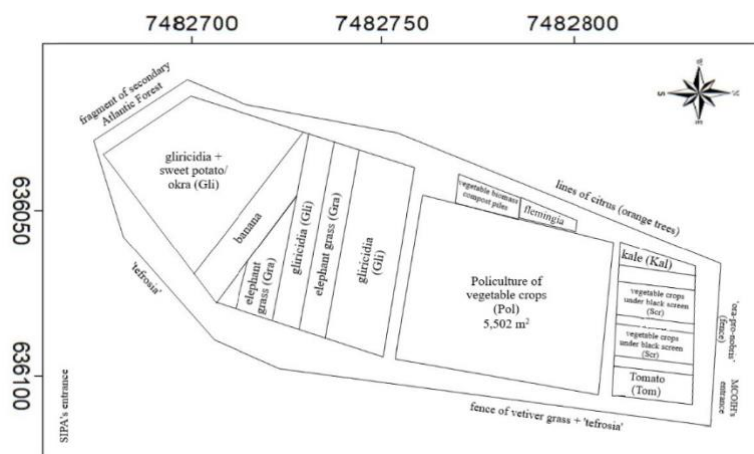 7482700
7482750
7482800
636050
636100
fragment of secondary
Atlantic Forest
gliricidia +
sweet potato/
okra (Gli)
banana
elephant
grass (Gra)
gliricidia (Gli)
elephant grass (Gra)
gliricidia
(Gli)
vegetable biomass
compost piles
flemingia
lines of citrus (orange trees)
Policulture of
vegetable crops
(Pol)
5,502 m²
kale (Kal)
vegetable crops
under black screen
(Scr)
vegetable crops
under black screen
(Scr)
Tomato
(Tom)
'ora-pro-nobris'
(fence)
MCOIH's
entrance
'tefrosia'
fence of vetiver grass + 'tefrosia'
SIPA's entrance